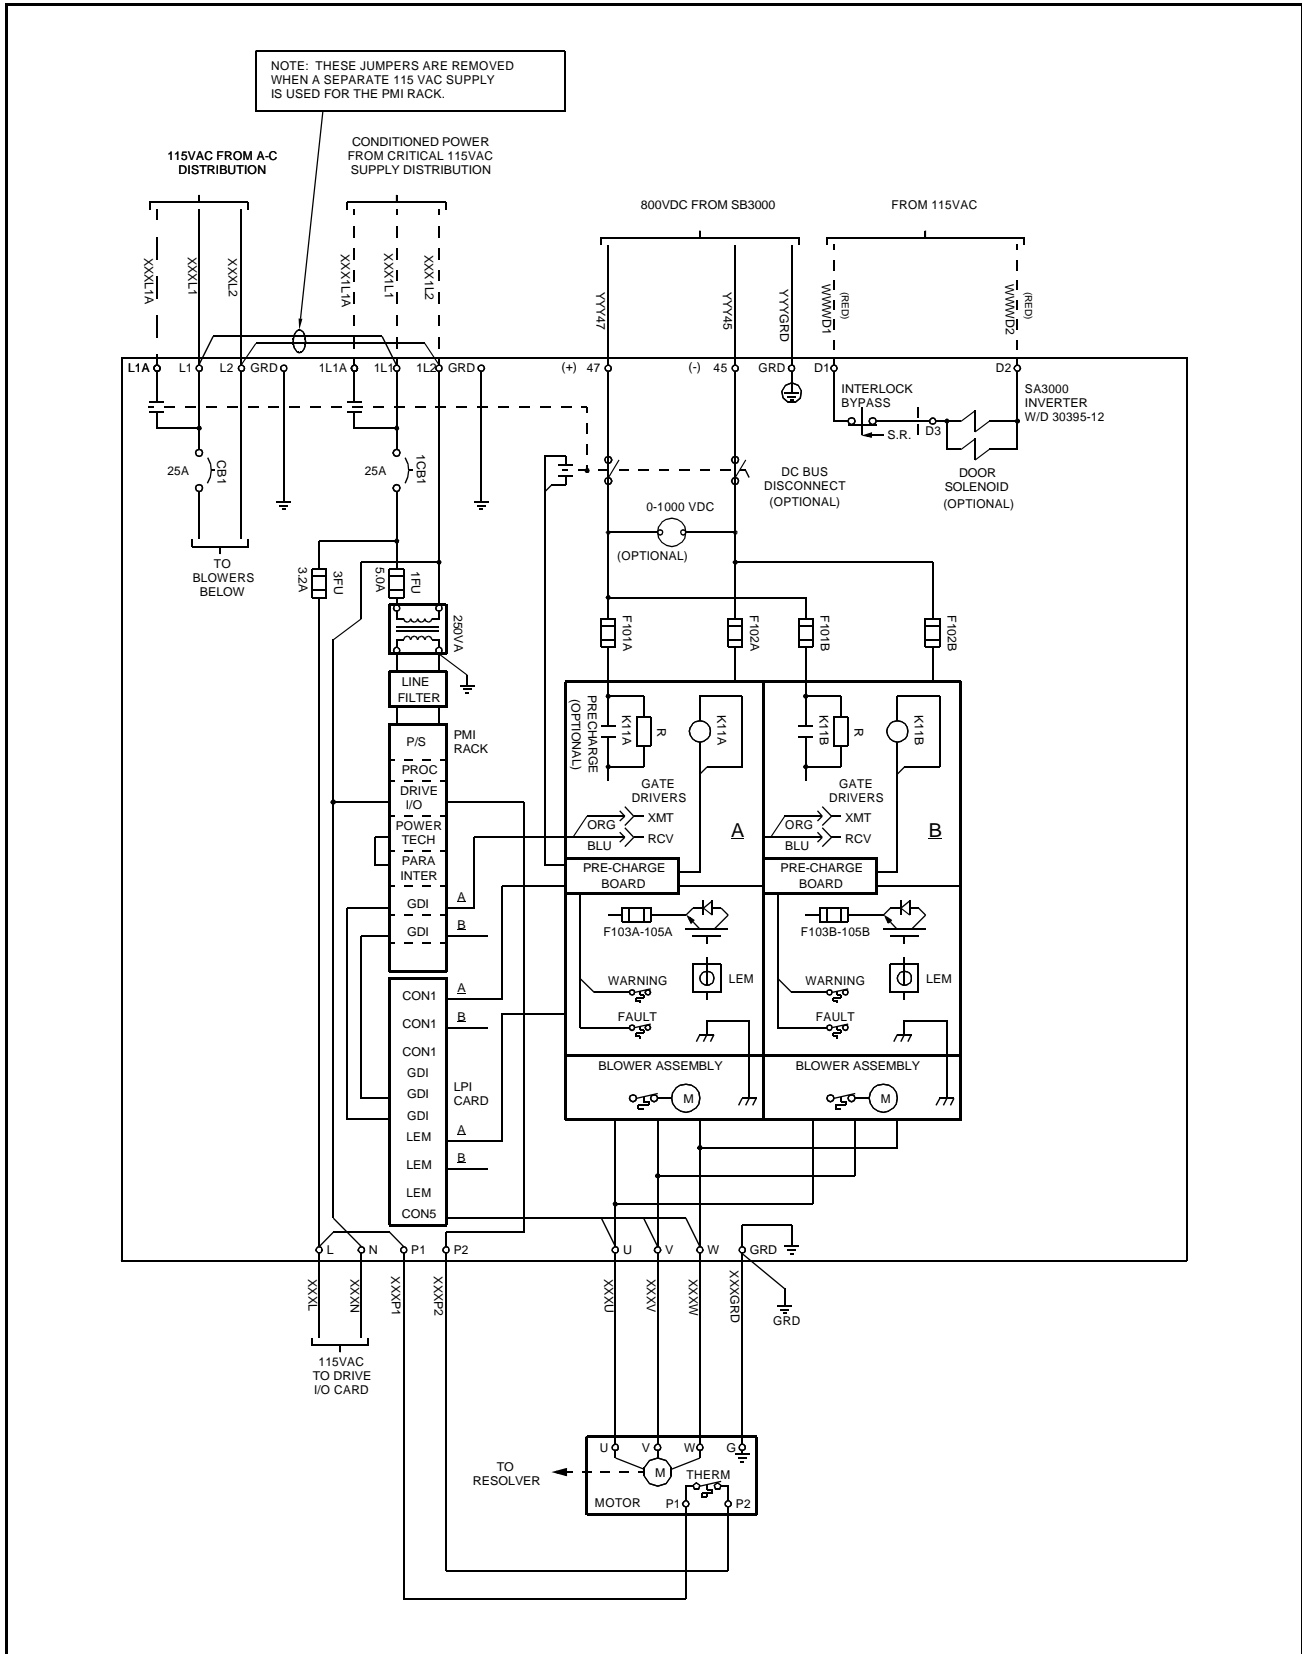 NOTE: THESE JUMPERS ARE REMOVED
WHEN A SEPARATE 115 VAC SUPPLY
IS USED FOR THE PMI RACK.
115VAC FROM A-C
DISTRIBUTION
CONDITIONED POWER
FROM CRITICAL 115VAC
SUPPLY DISTRIBUTION
800VDC FROM SB3000
FROM 115VAC
XXXL1A
XXXL1
XXXL2
XXX1L1A
XXX1L1
XXX1L2
YYY47
YYY45
YYYGRD
WWWD1
(RED)
WWWD2
(RED)
L1A
L1
L2
GRD
1L1A
1L1
1L2
GRD
(+) 47
(-) 45
GRD
D1
D2
INTERLOCK
BYPASS
S.R.
D3
SA3000
INVERTER
W/D 30395-12
25A
CB1
25A
1CB1
DC BUS
DISCONNECT
(OPTIONAL)
DOOR
SOLENOID
(OPTIONAL)
0-1000 VDC
(OPTIONAL)
TO
BLOWERS
BELOW
3.2A
3FU
5.0A
1FU
250VA
F101A
F102A
F101B
F102B
LINE
FILTER
PMI
RACK
P/S
PROC
DRIVE
I/O
POWER
TECH
PARA
INTER
GDI
A
GDI
B
PRECHARGE
(OPTIONAL)
K11A
R
K11A
K11B
R
K11B
GATE
DRIVERS
GATE
DRIVERS
ORG
XMT
BLU
RCV
A
ORG
XMT
BLU
RCV
B
PRE-CHARGE
BOARD
PRE-CHARGE
BOARD
F103A-105A
F103B-105B
WARNING
LEM
WARNING
LEM
FAULT
FAULT
BLOWER ASSEMBLY
BLOWER ASSEMBLY
M
M
CON1
A
CON1
B
CON1
GDI
GDI
GDI
LPI
CARD
LEM
A
LEM
B
LEM
CON5
L
N
P1
P2
U
V
W
GRD
XXXL
XXXN
XXXP1
XXXP2
XXXU
XXXV
XXXW
XXXGRD
GRD
115VAC
TO DRIVE
I/O CARD
TO
RESOLVER
U
V
W
G
M
THERM
MOTOR
P1
P2